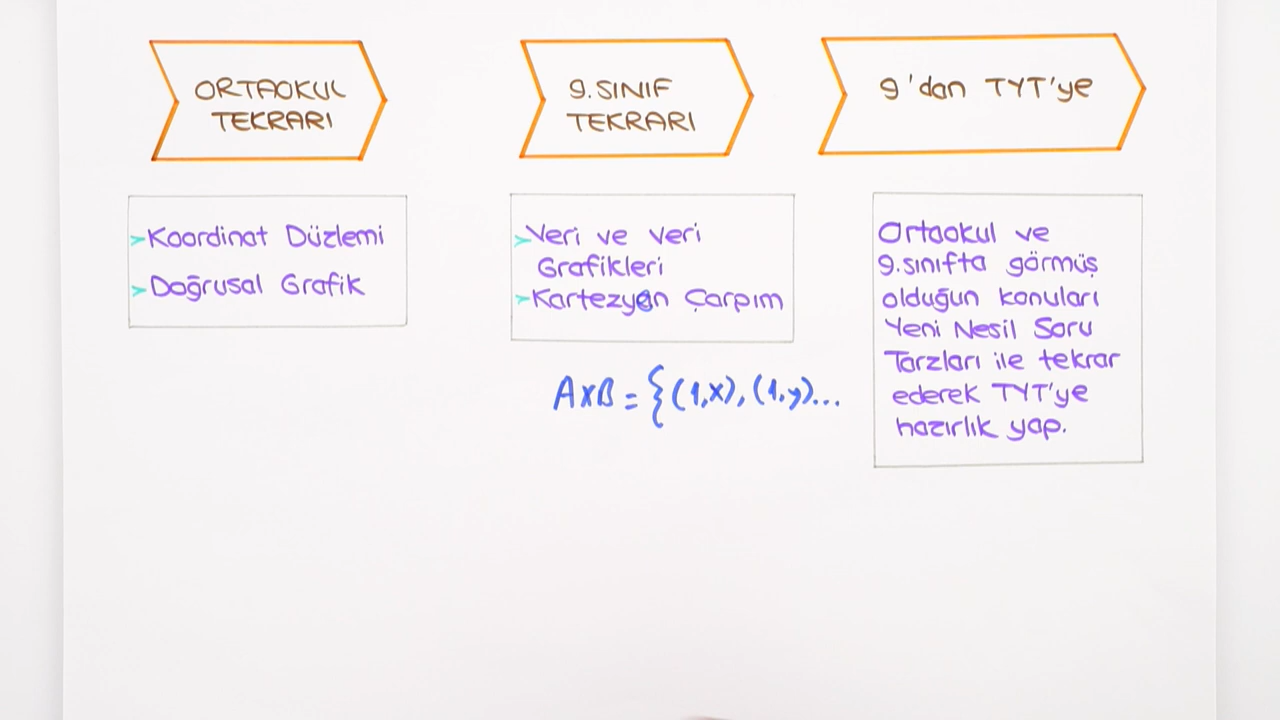 ORTAOKUL
TEKRARI
9.SINIF
TEKRARI
9'dan TYT'ye
>Koordinat Düzlemi
>Doğrusal Grafik
>Veri ve Veri
Grafikleri
>Kartezyen Çarpım
AxB = {(1,x), (1,y)...
Ortaokul ve
9.sınıfta görmüş
olduğun konuları
Yeni Nesil Soru
Tarzları ile tekrar
ederek TYT'ye
hazırlık yap.